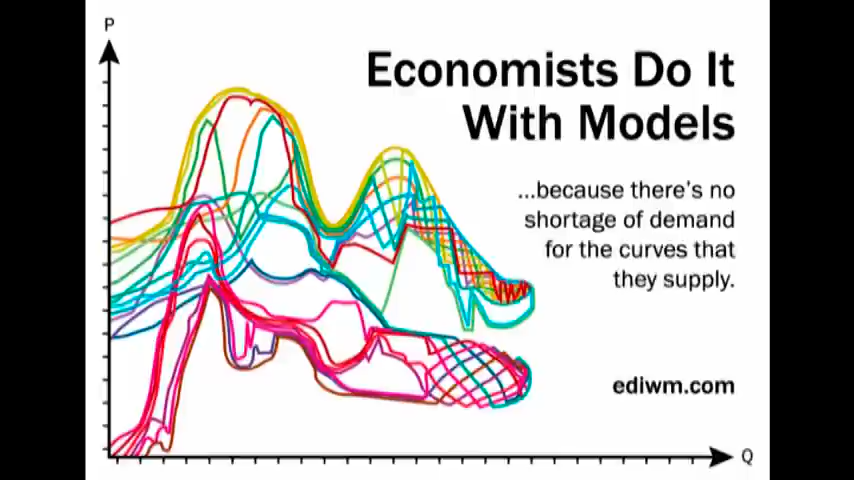 P
Economists Do It
With Models
...because there's no
shortage of demand
for the curves that
they supply.
ediwm.com
Q